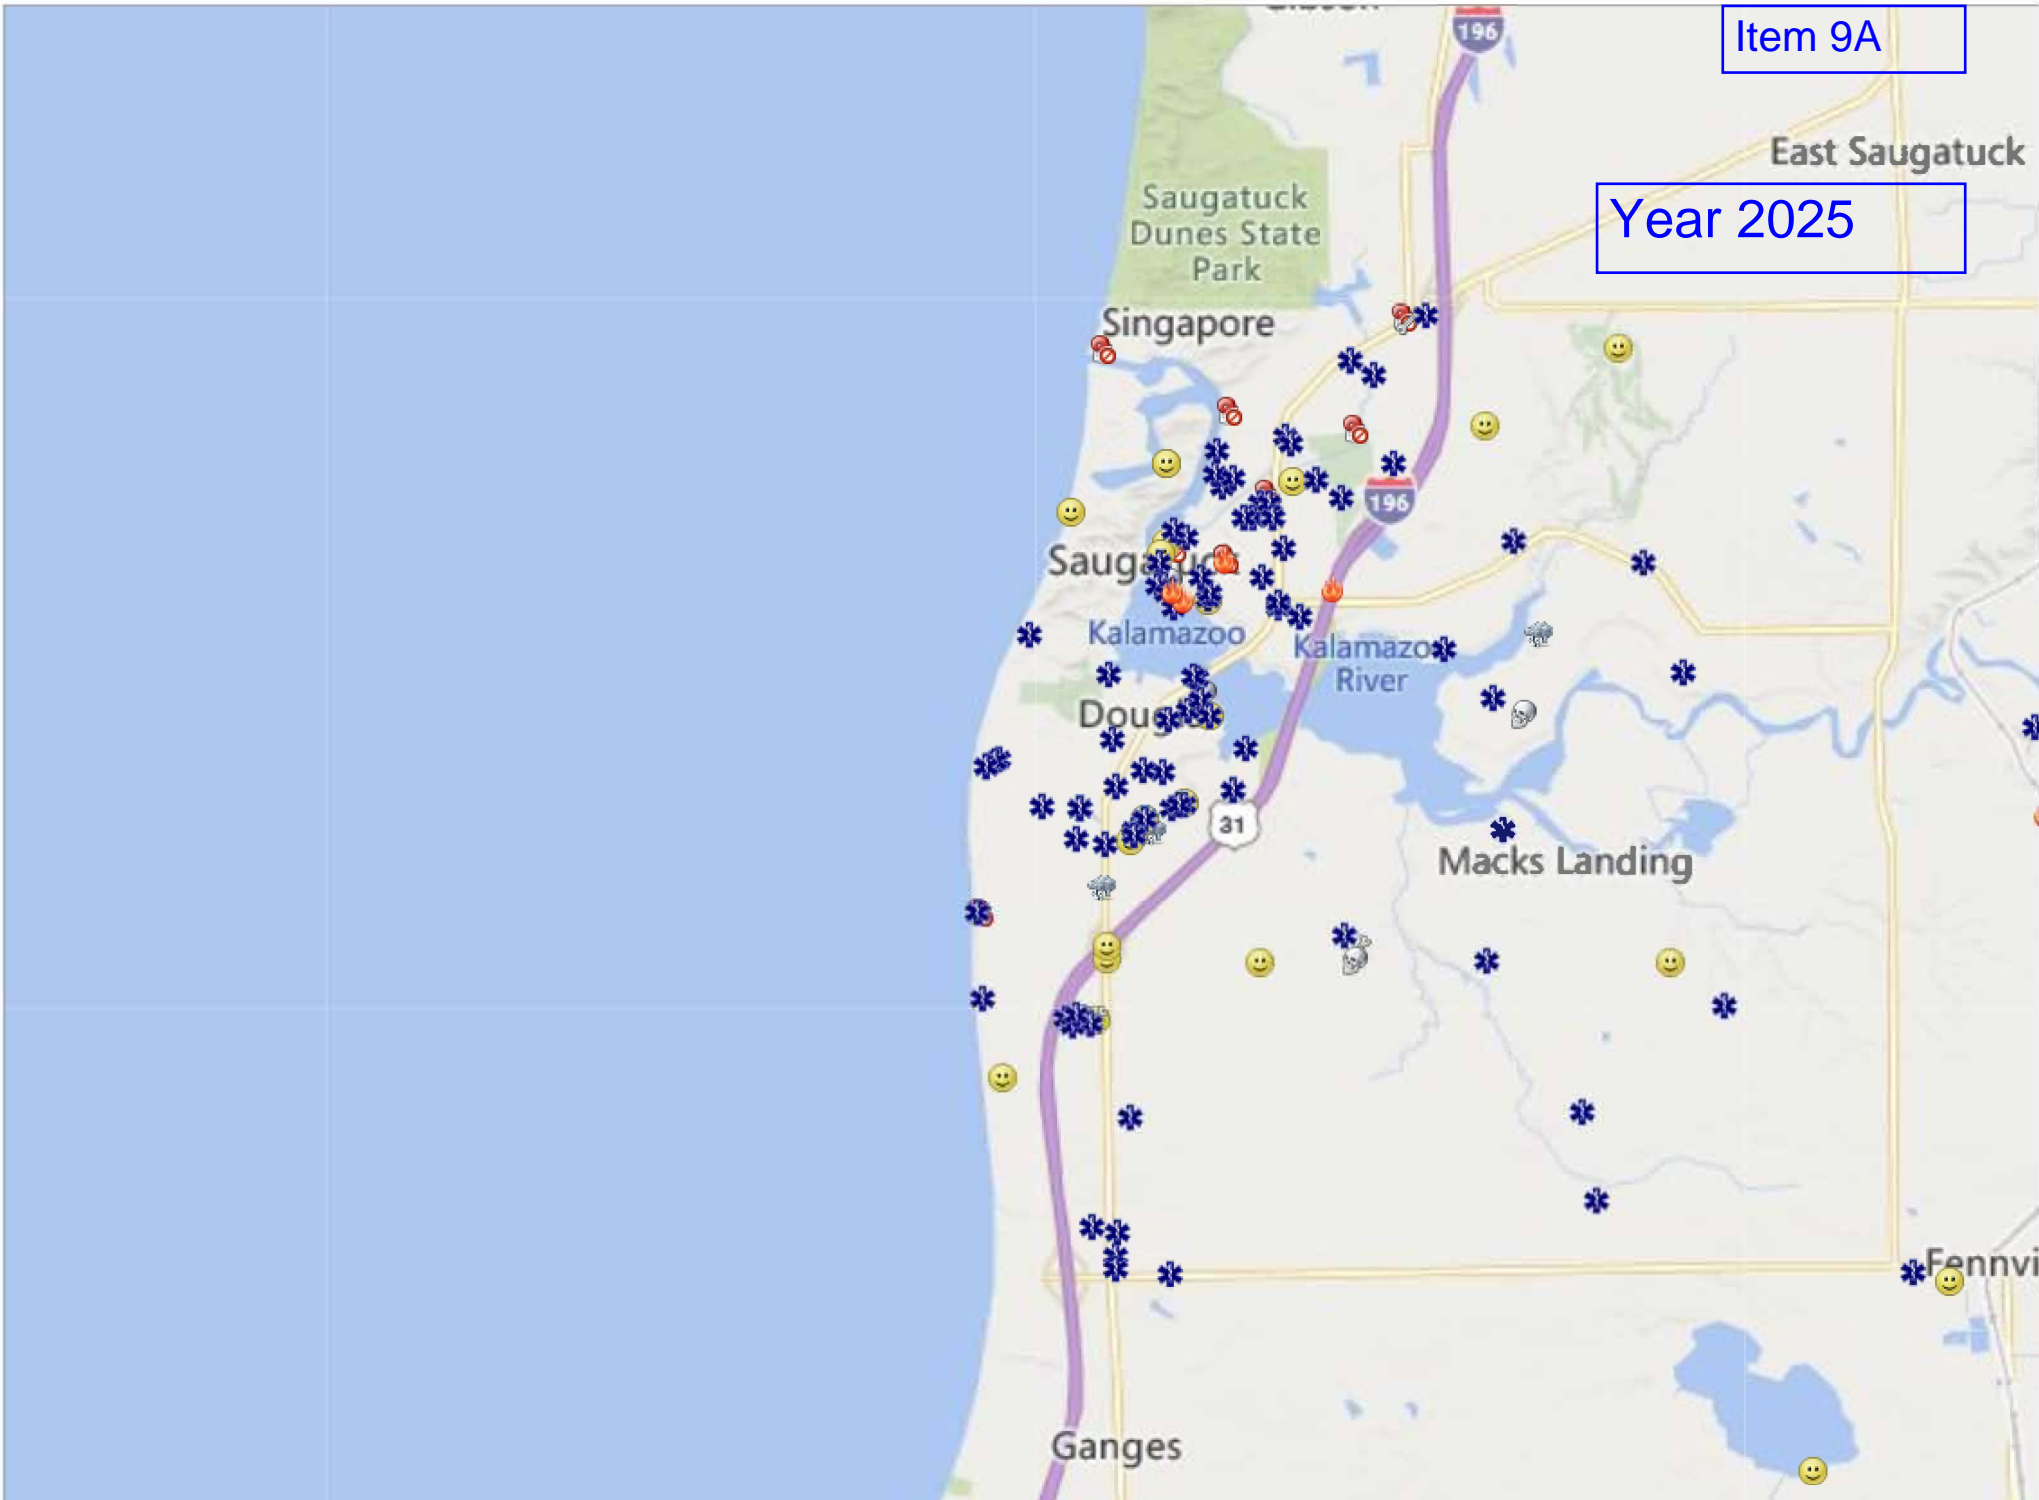 196
Item 9A
East Saugatuck
Saugatuck
Dunes State
Park
Year 2025
Singapore
196
Kalamazoo
River
31
Macks Landing
Ganges